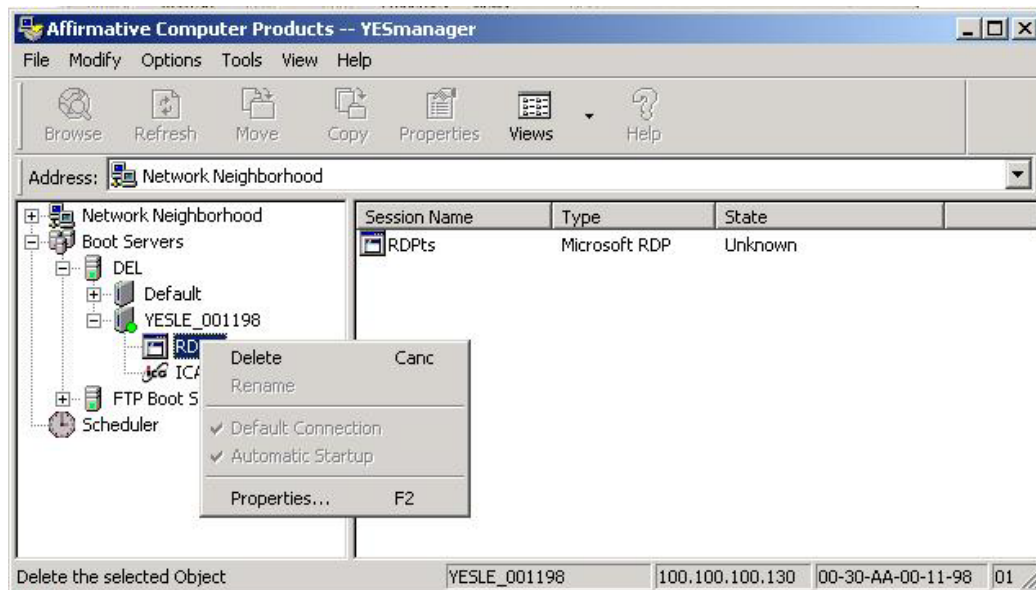 Affirmative Computer Products -- YESmanager
File Modify Options Tools View Help
Browse Refresh Move Copy Properties Views Help
Address: Network Neighborhood
Network Neighborhood
Boot Servers
DEL
Default
YESLE_001198
RD
ICA
FTP Boot S
Scheduler
Session Name Type State
RDPts Microsoft RDP Unknown
Delete Canc
Rename
Default Connection
Automatic Startup
Properties... F2
Delete the selected Object YESLE_001198 100.100.100.130 00-30-AA-00-11-98 01